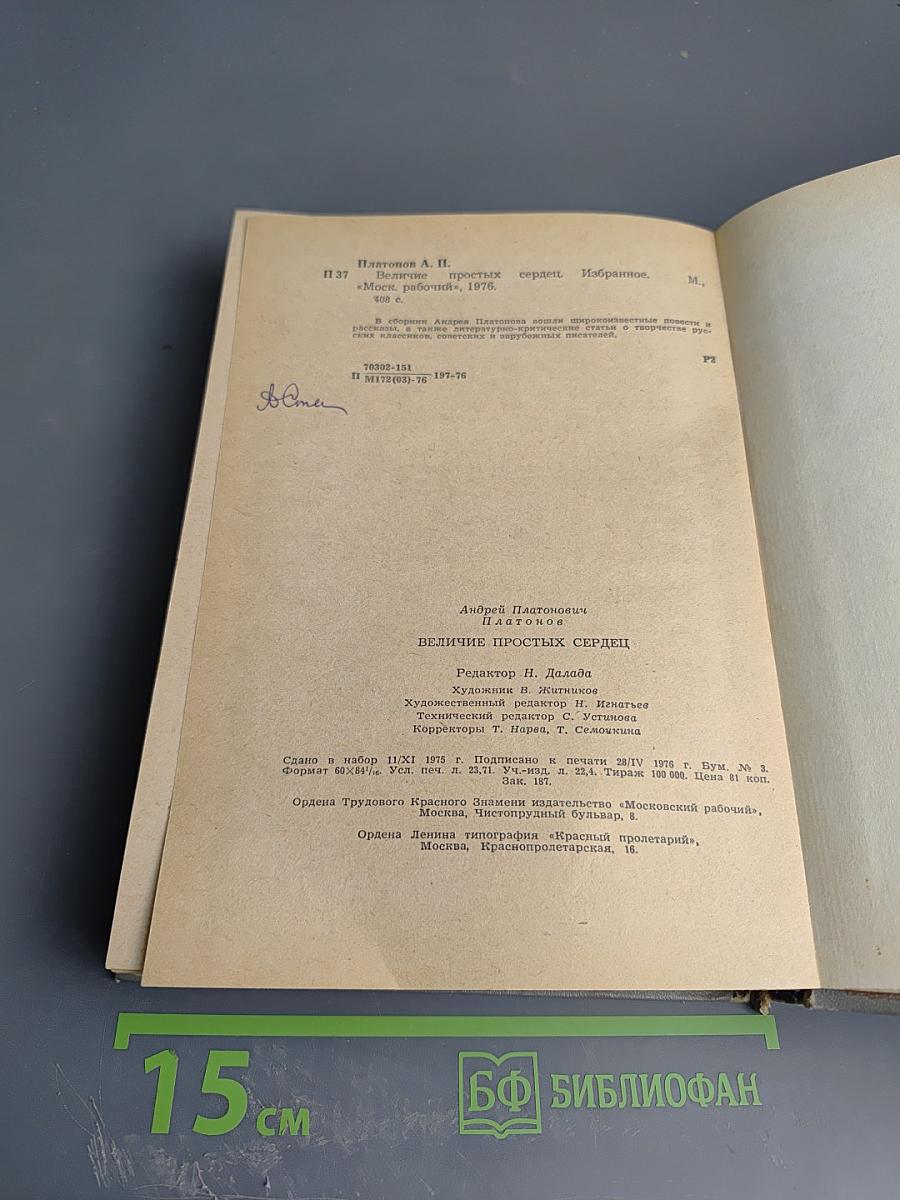 Платонов А. П.
П 37 Величие простых сердец. Избранное. М.,
«Моск. рабочий», 1976.
408 с.
В сборник Андрея Платонова вошли широкоизвестные повести и
рассказы, а также литературно-критические статьи о творчестве рус-
ских классиков, советских и зарубежных писателей.
Р2
70302-151
П 197-76
М172(03)-76
Андрей Платонович
Платонов
ВЕЛИЧИЕ ПРОСТЫХ СЕРДЕЦ
Редактор Н. Далада
Художник В. Житников
Художественный редактор Н. Игнатьев
Технический редактор С. Устинова
Корректоры Т. Нарва, Т. Семочкина
Сдано в набор 11/XI 1975 г. Подписано к печати 28/IV 1976 г. Бум. № 3.
Формат 60×84 1/16. Усл. печ. л. 23,71. Уч.-изд. л. 22,4. Тираж 100 000. Цена 81 коп.
Зак. 187.
Ордена Трудового Красного Знамени издательство «Московский рабочий»,
Москва, Чистопрудный бульвар, 8.
Ордена Ленина типография «Красный пролетарий»,
Москва, Краснопролетарская, 16.
15 см
БФ БИБЛИОФАН